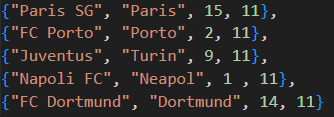 {"Paris SG", "Paris", 15, 11},
{"FC Porto", "Porto", 2, 11},
{"Juventus", "Turin", 9, 11},
{"Napoli FC", "Neapol", 1 , 11},
{"FC Dortmund", "Dortmund", 14, 11}